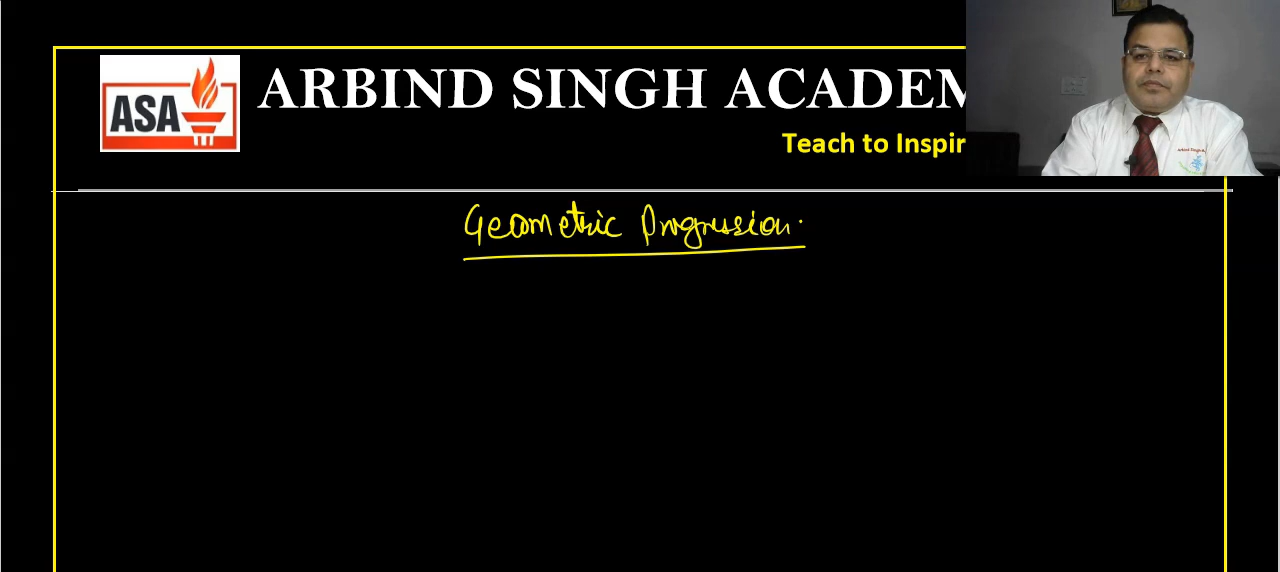 ASA
ARBIND SINGH ACADEM
Teach to Inspir
Geometric Progression.